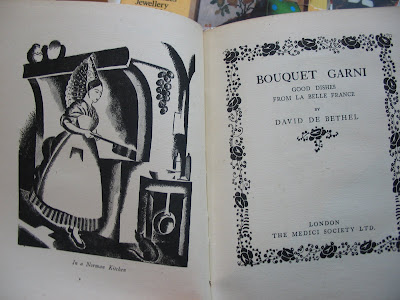 Jewellery
In a Norman Kitchen
BOUQUET GARNI
GOOD DISHES
FROM LA BELLE FRANCE
BY
DAVID DE BETHEL
LONDON
THE MEDICI SOCIETY LTD.